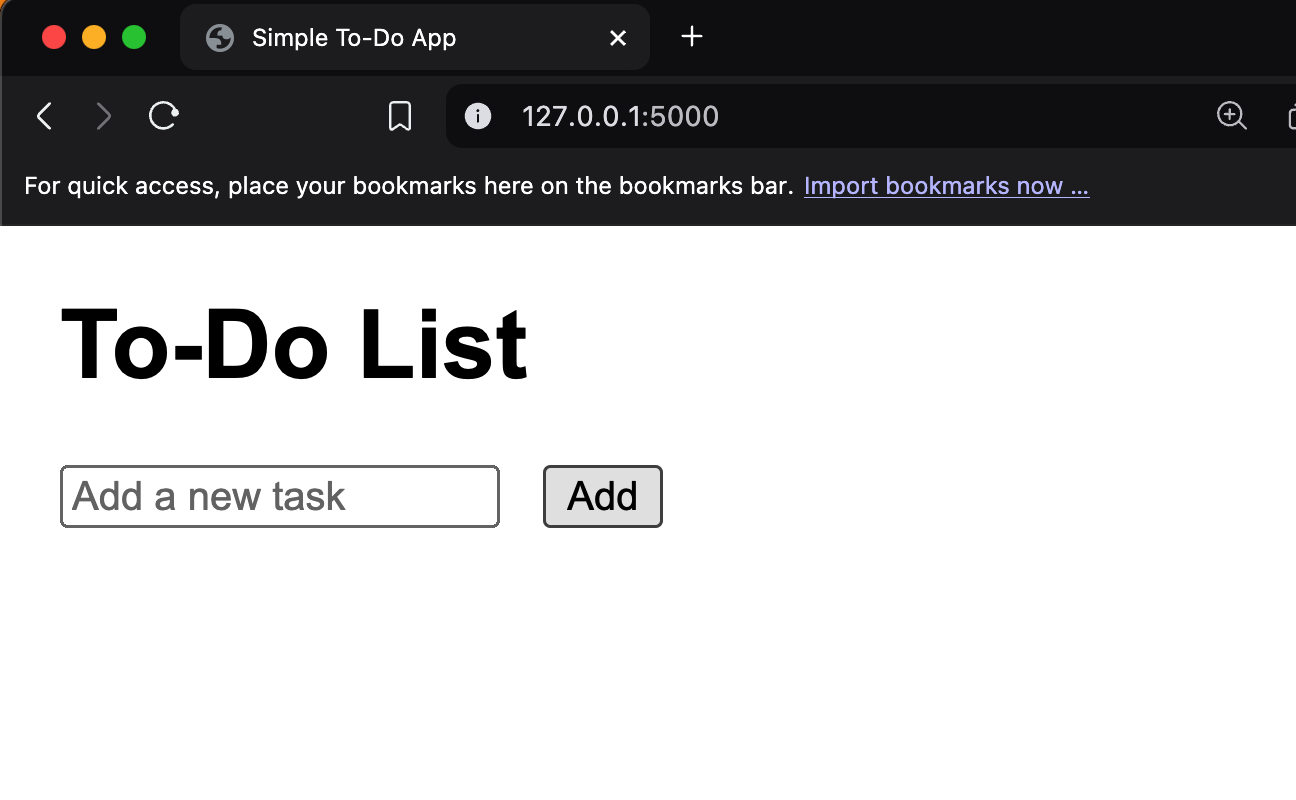 Simple To-Do App
127.0.0.1:5000
For quick access, place your bookmarks here on the bookmarks bar. Import bookmarks now ...
To-Do List
Add a new task
Add